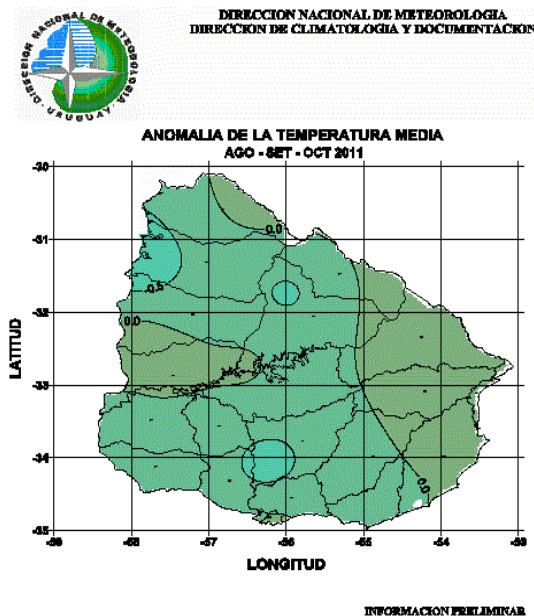 DIRECCION NACIONAL DE METEOROLOGIA
DIRECCION DE CLIMATOLOGIA Y DOCUMENTACION
DIRECCION NACIONAL DE METEOROLOGIA
URUGUAY
ANOMALIA DE LA TEMPERATURA MEDIA
AGO - SET - OCT 2011
-30
-31
-32
-33
-34
-35
LATITUD
0.0
-0.5
0.0
0.0
-59
-58
-57
-56
-55
-54
-53
LONGITUD
INFORMACION PRELIMINAR